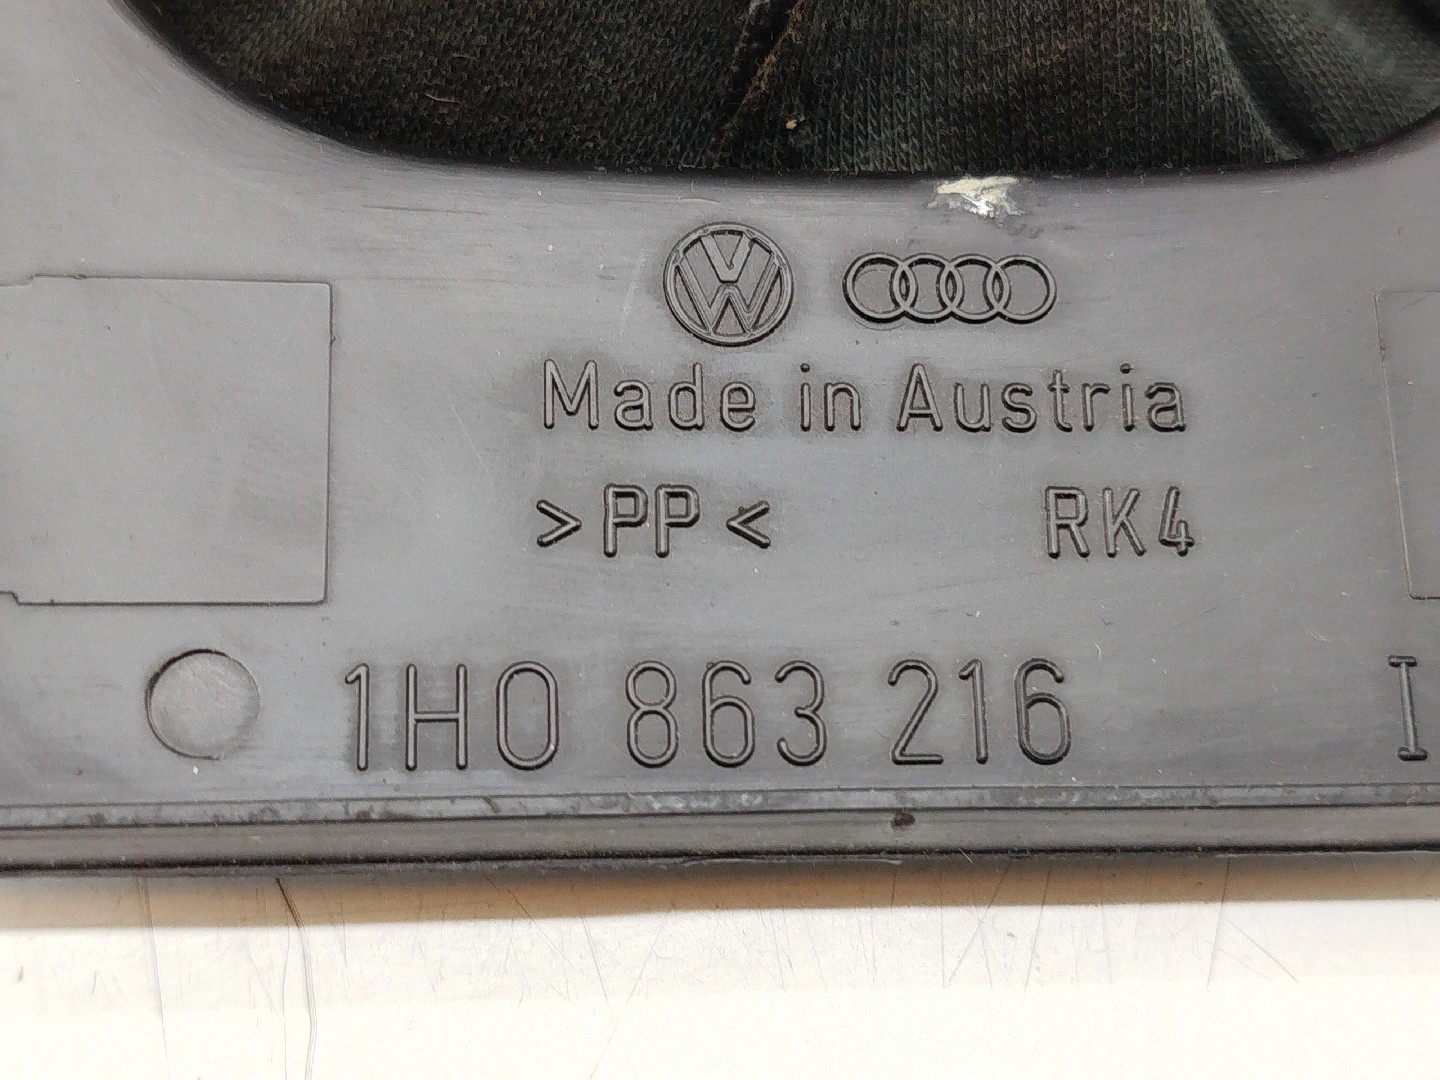 Made in Austria
>PP< RK4
1H0 863 216 I